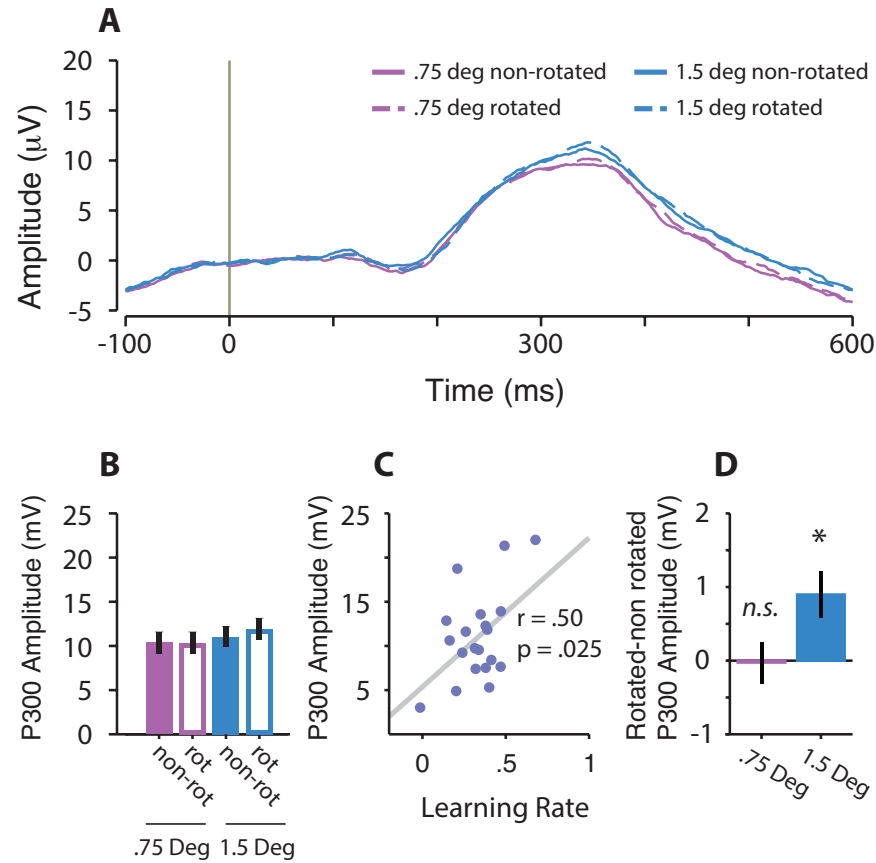 A
20
15
10
5
0
-5
Amplitude (μV)
.75 deg non-rotated
1.5 deg non-rotated
.75 deg rotated
1.5 deg rotated
-100
0
300
600
Time (ms)
B
P300 Amplitude (mV)
25
20
15
10
5
0
non-rot
rot
non-rot
rot
.75 Deg
1.5 Deg
C
P300 Amplitude (mV)
25
15
5
r = .50
p = .025
0
.5
1
Learning Rate
D
Rotated-non rotated
P300 Amplitude (mV)
2
1
0
-1
n.s.
*
.75 Deg
1.5 Deg